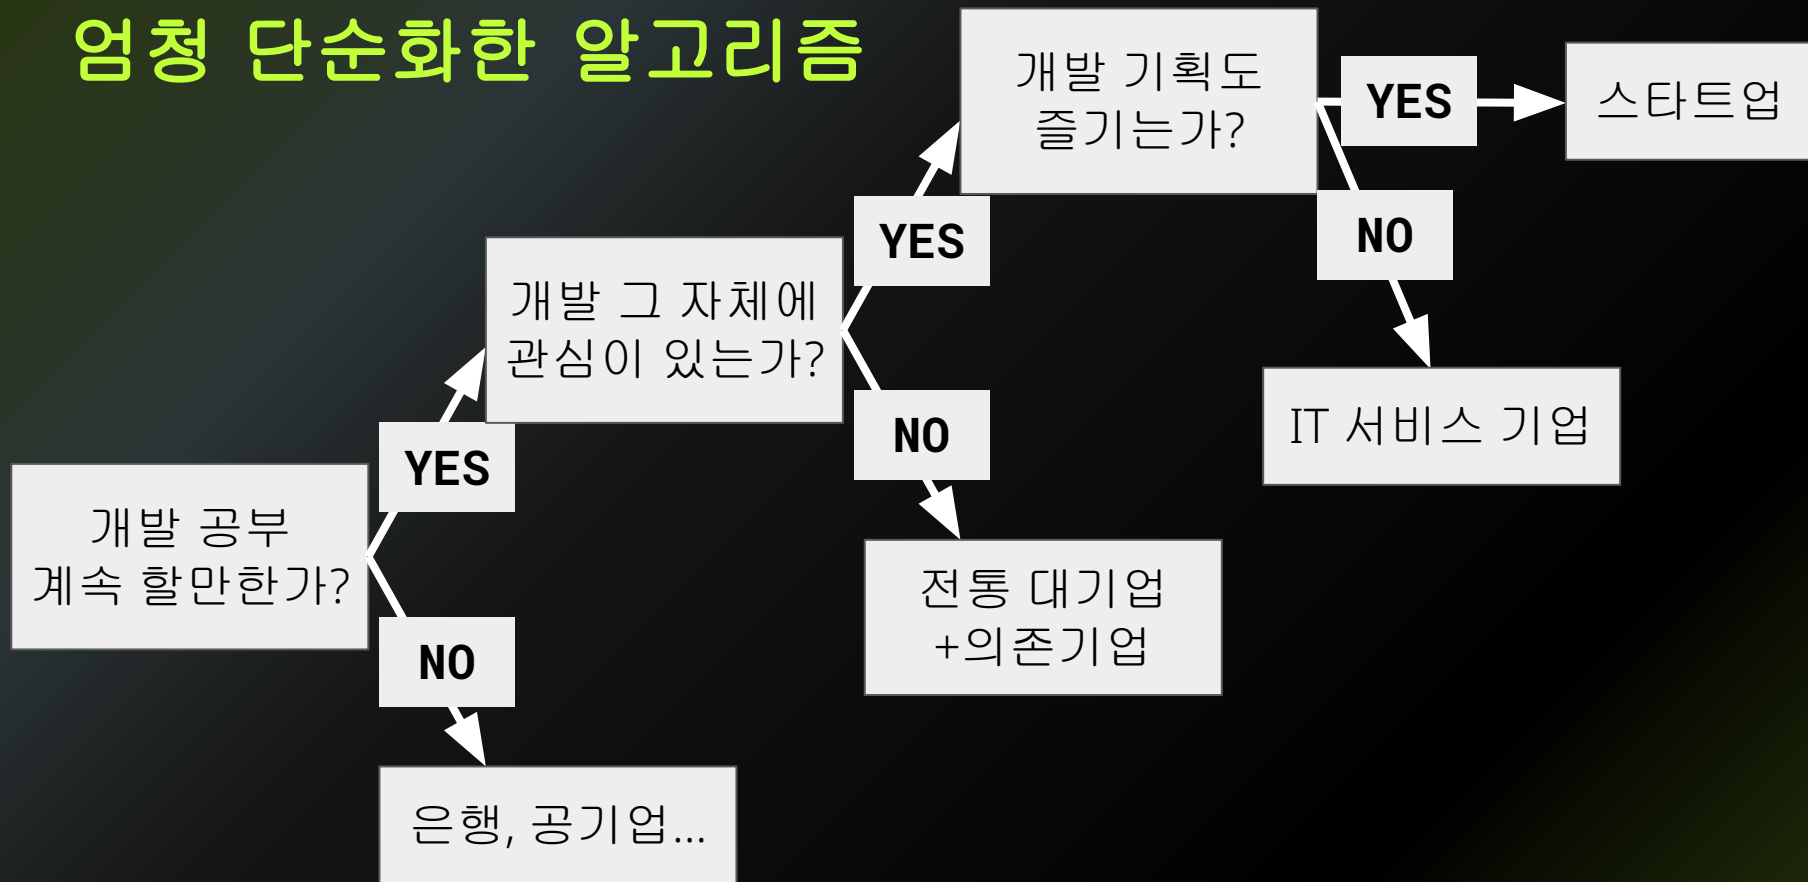 엄청 단순화한 알고리즘
개발 기획도
즐기는가?
YES
스타트업
NO
IT 서비스 기업
개발 그 자체에
관심이 있는가?
YES
NO
전통 대기업
+의존기업
개발 공부
계속 할만한가?
YES
NO
은행, 공기업...